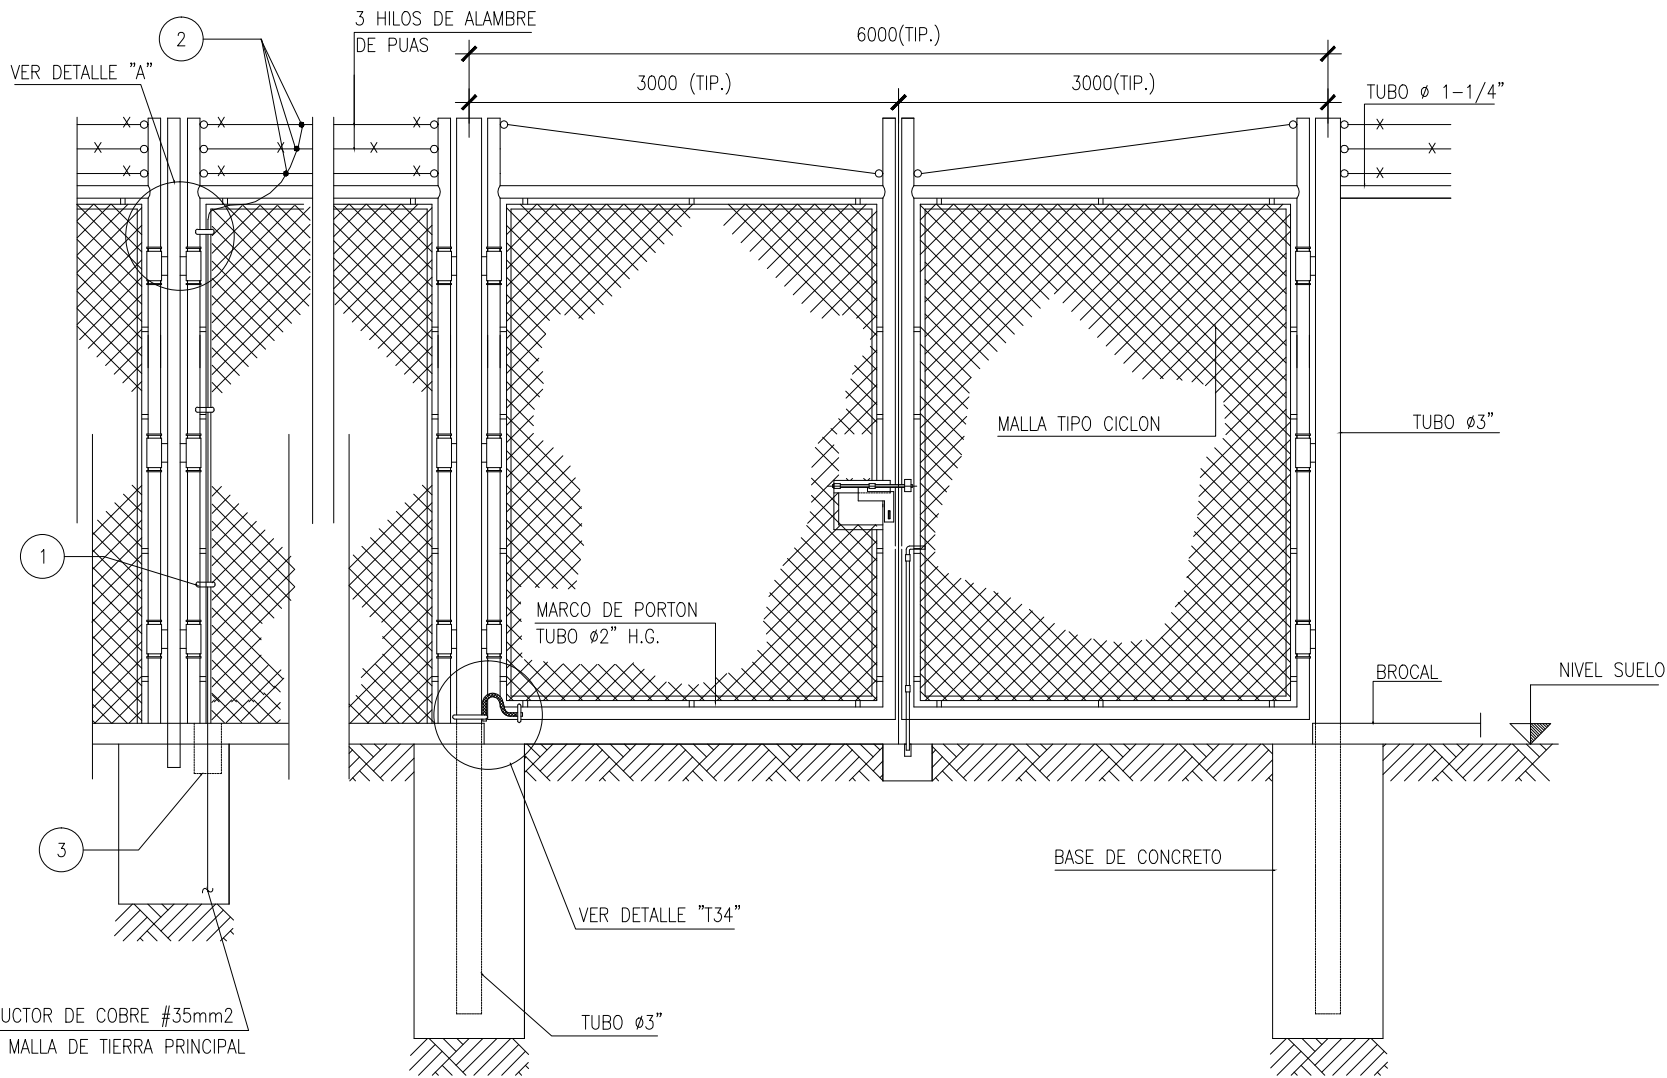 3 HILOS DE ALAMBRE
DE PUAS
2
6000(TIP.)
VER DETALLE "A"
3000 (TIP.)
3000(TIP.)
TUBO ø 1-1/4"
X X X
X X X X
X X X
MALLA TIPO CICLON
TUBO ø3"
1
MARCO DE PORTON
TUBO ø2" H.G.
BROCAL
NIVEL SUELO
3
BASE DE CONCRETO
VER DETALLE "T34"
UCTOR DE COBRE #35mm2
MALLA DE TIERRA PRINCIPAL
TUBO ø3"